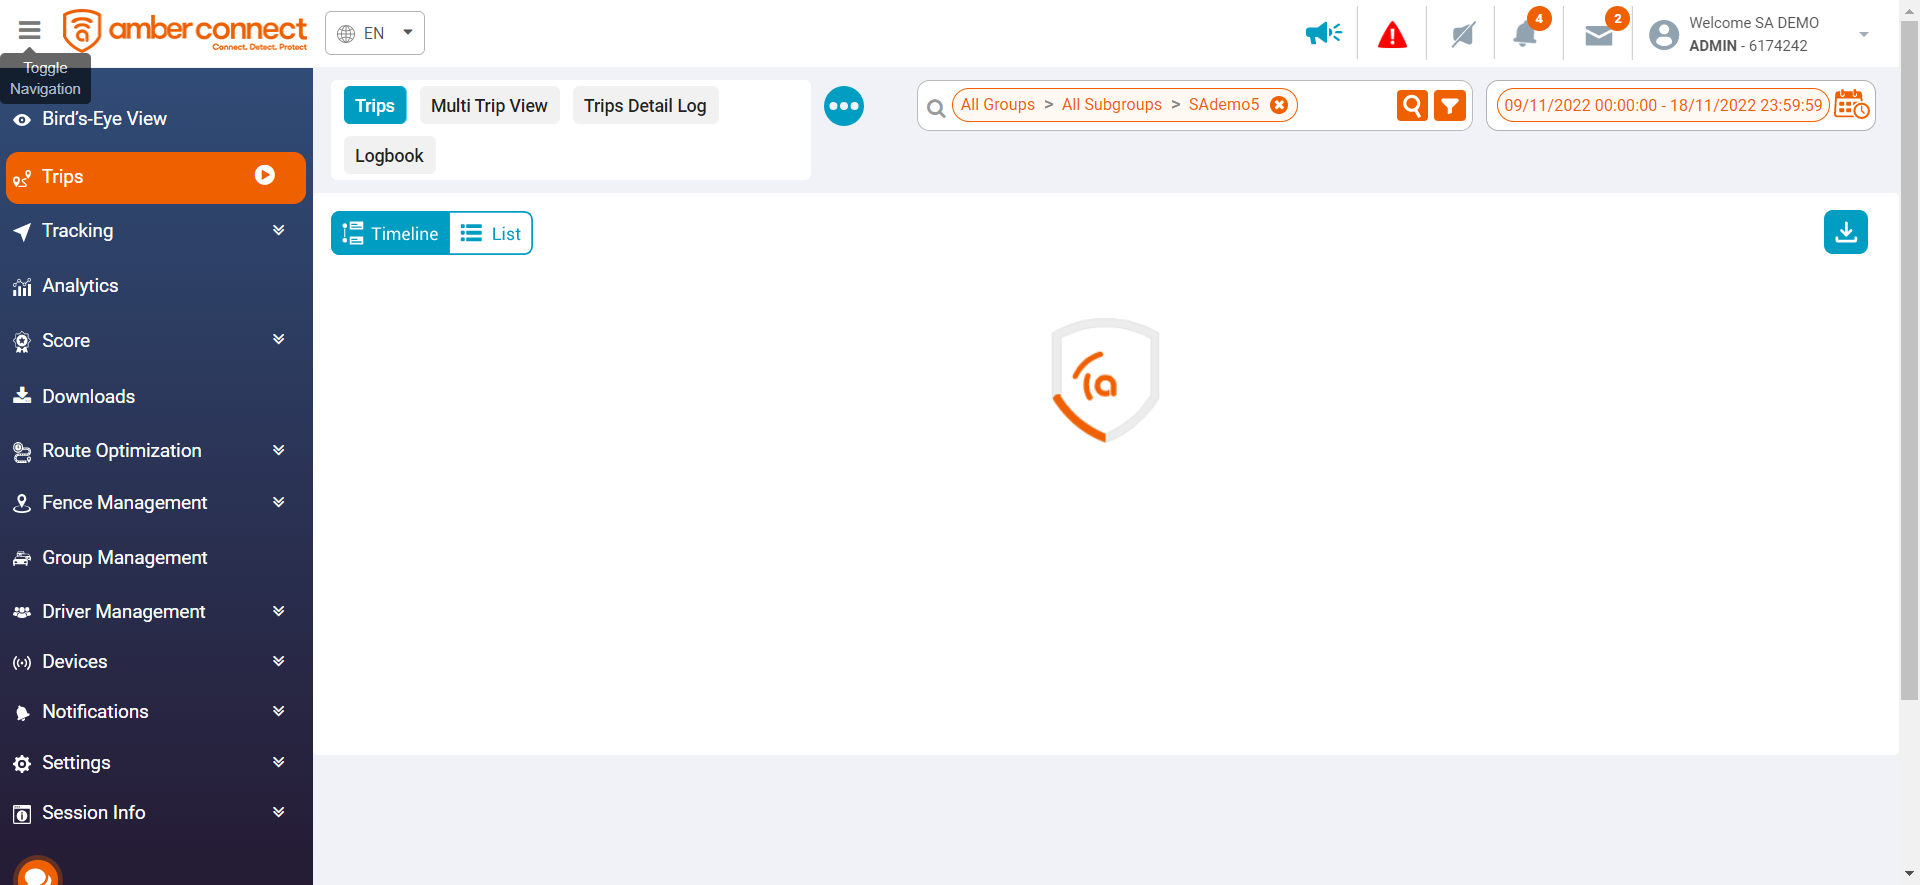 amber connect
Connect. Detect. Protect
EN
4
2
Welcome SA DEMO
ADMIN - 6174242
Toggle
Navigation
Bird's-Eye View
Trips
Tracking
Analytics
Score
Downloads
Route Optimization
Fence Management
Group Management
Driver Management
Devices
Notifications
Settings
Session Info
Trips
Multi Trip View
Trips Detail Log
Logbook
All Groups > All Subgroups > SAdemo5
09/11/2022 00:00:00 - 18/11/2022 23:59:59
Timeline
List
a